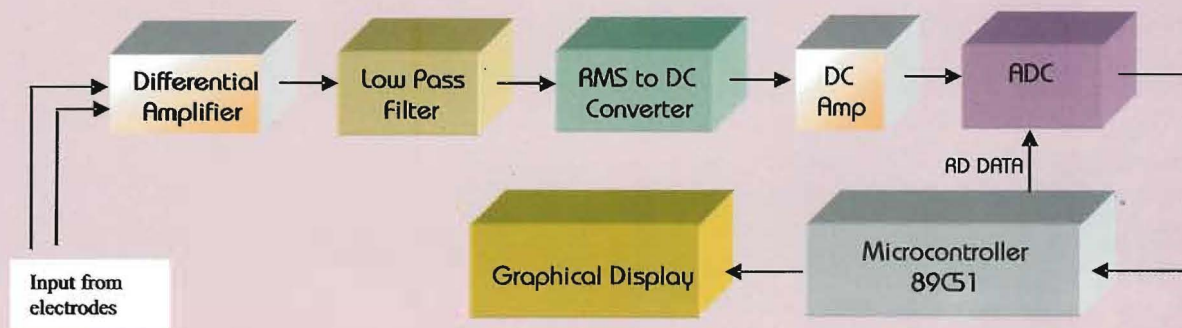 Differential
Amplifier
Low Pass
Filter
RMS to DC
Converter
DC
Amp
ADC
RD DATA
Input from
electrodes
Graphical Display
Microcontroller
89C51